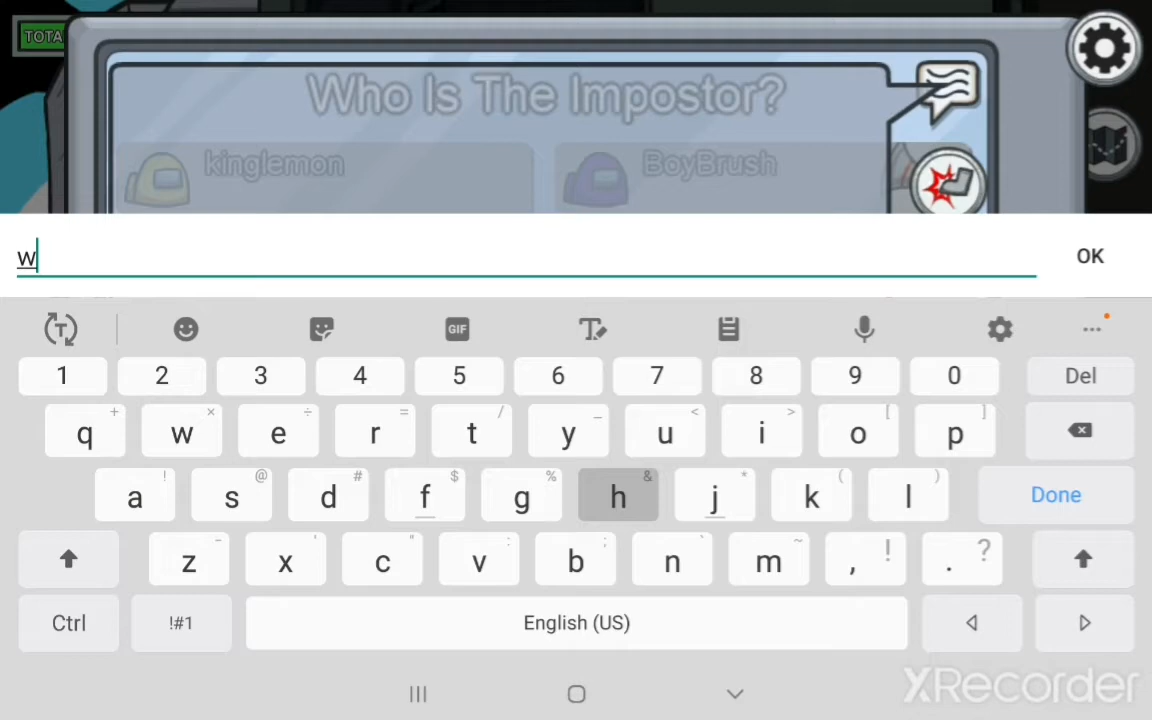 TOTA
Who Is The Impostor?
kinglemon
BoyBrush
w
OK
T
GIF
T
...
1 2 3 4 5 6 7 8 9 0 Del
+ × ÷ = / _ < > [ ]
q w e r t y u i o p
! @ # $ % & * ( )
a s d f g h j k l Done
- ' " : ; ` ~ ! ?
z x c v b n m , .
Ctrl !#1 English (US)
XRecorder